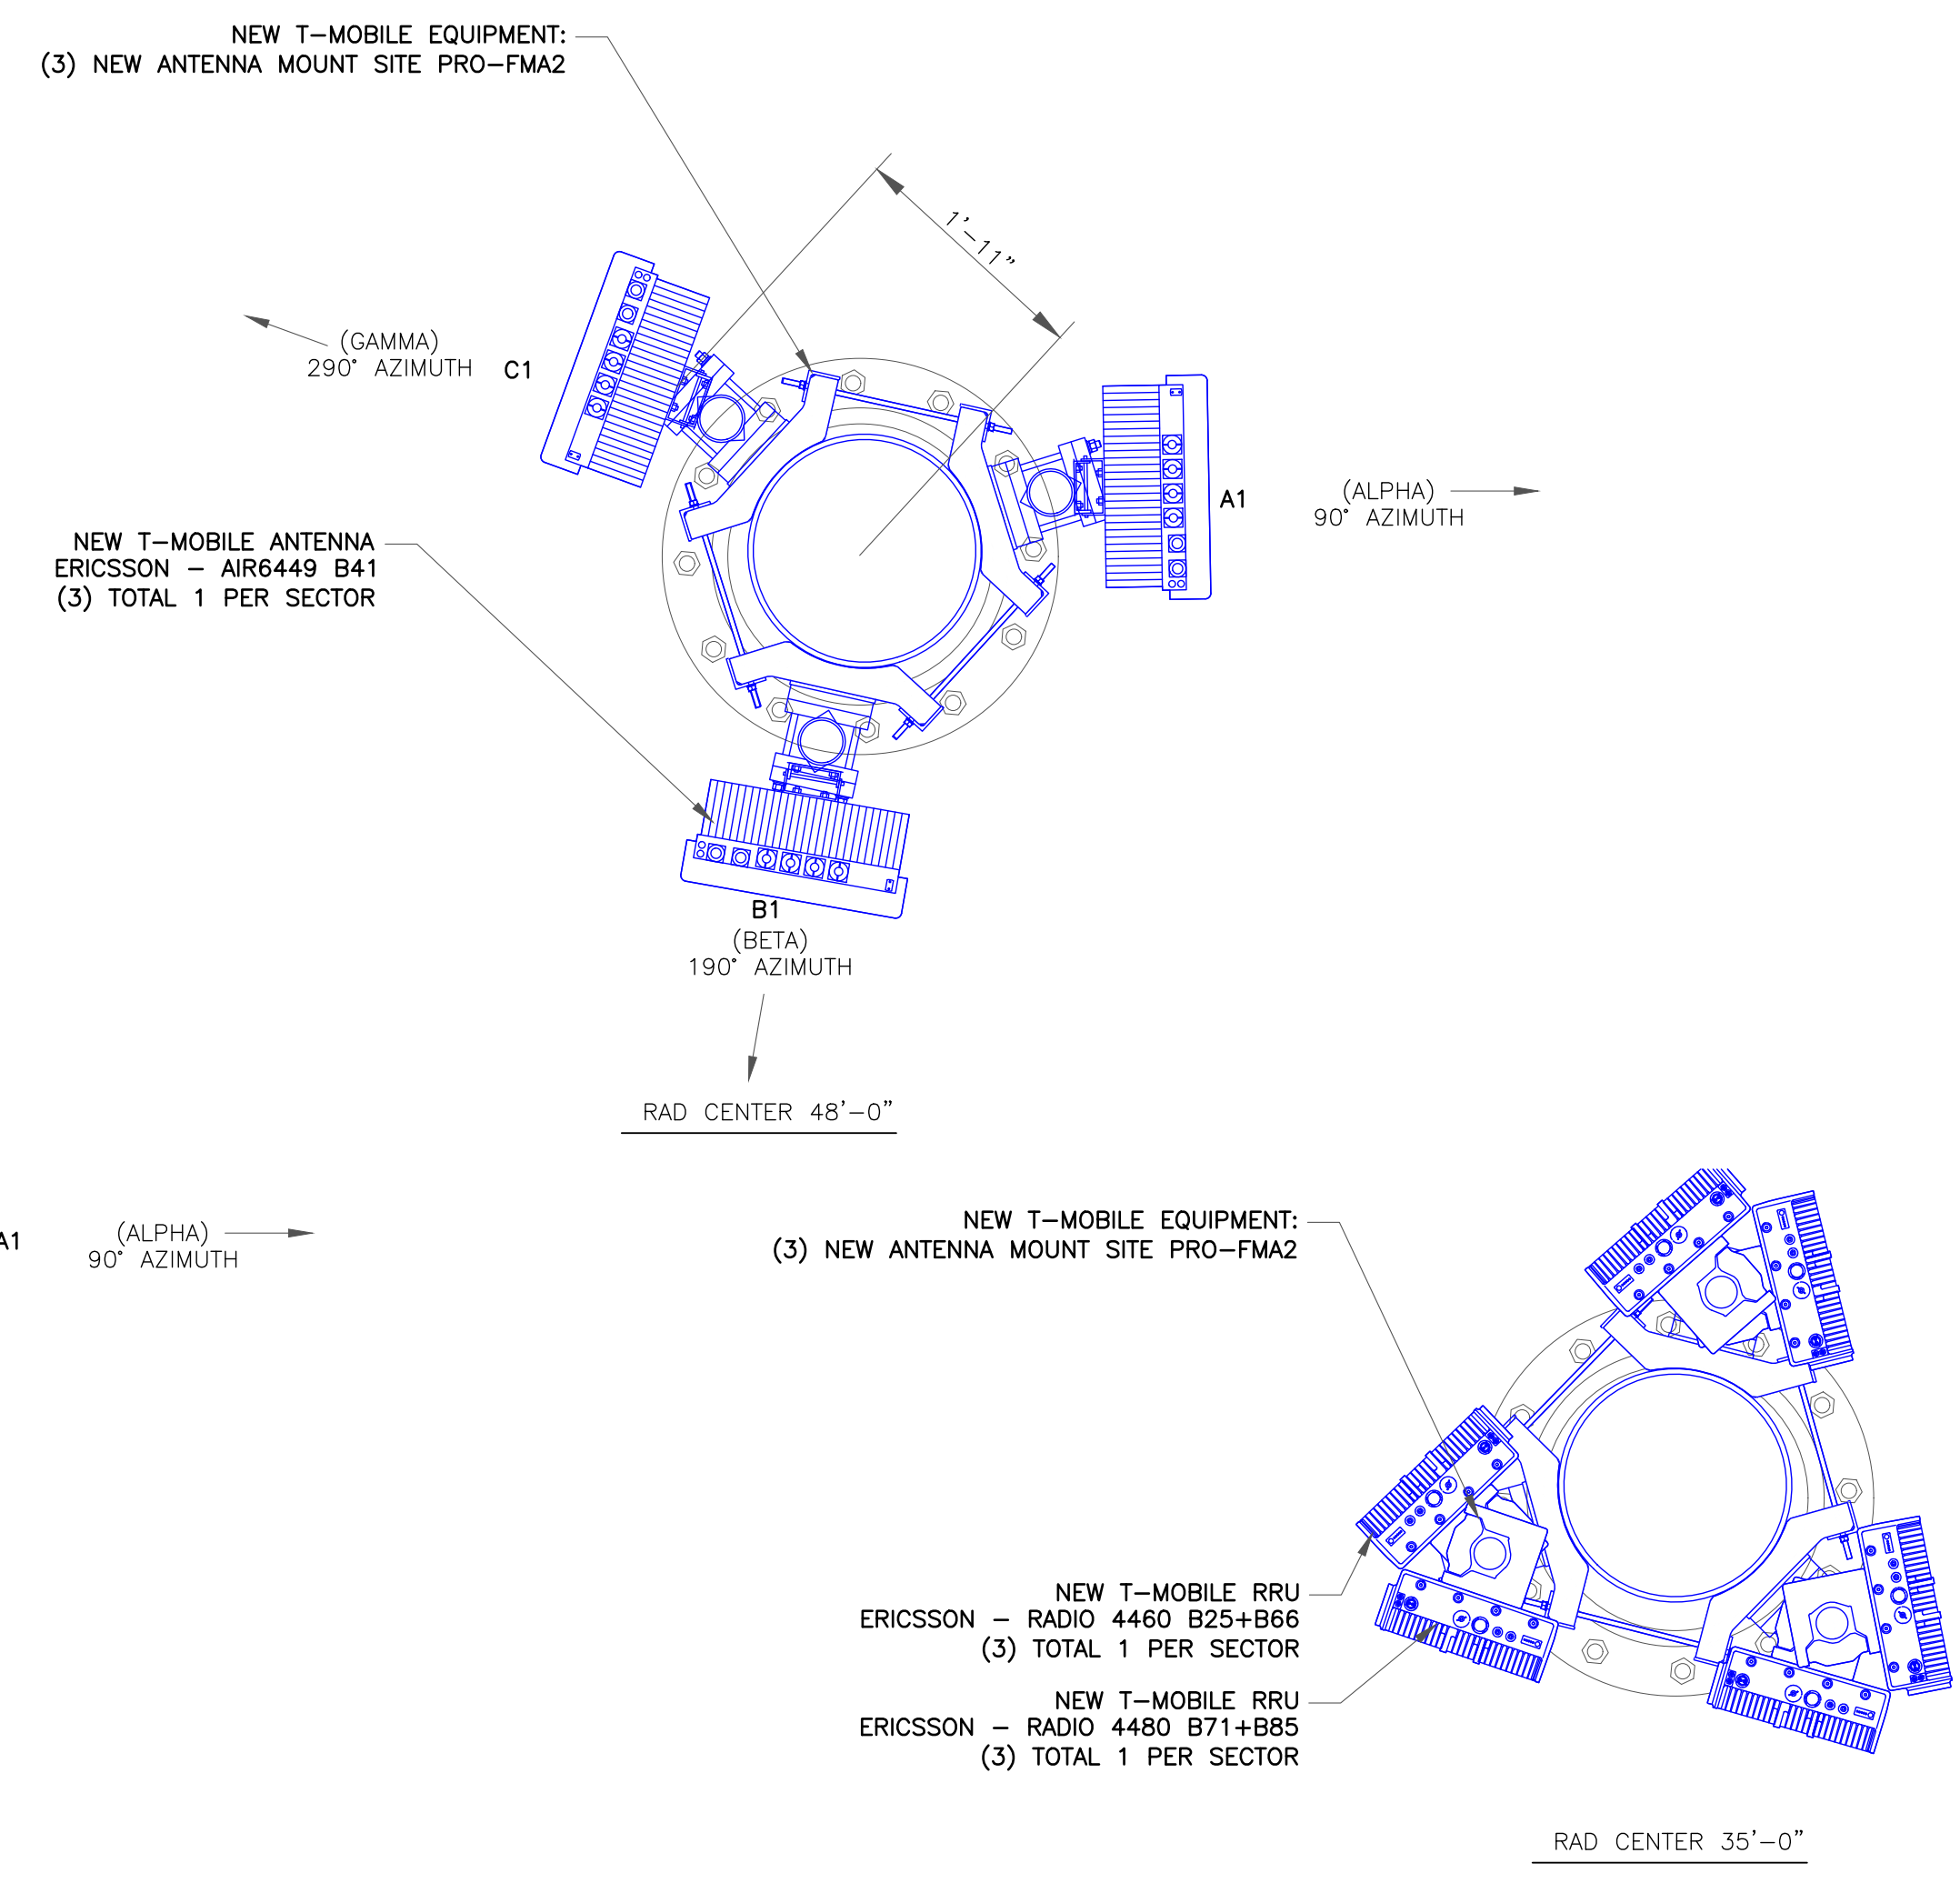 NEW T-MOBILE EQUIPMENT:
(3) NEW ANTENNA MOUNT SITE PRO-FMA2
1'-11"
(GAMMA)
290° AZIMUTH
C1
A1
(ALPHA)
90° AZIMUTH
NEW T-MOBILE ANTENNA
ERICSSON - AIR6449 B41
(3) TOTAL 1 PER SECTOR
B1
(BETA)
190° AZIMUTH
RAD CENTER 48'-0"
A1
(ALPHA)
90° AZIMUTH
NEW T-MOBILE EQUIPMENT:
(3) NEW ANTENNA MOUNT SITE PRO-FMA2
NEW T-MOBILE RRU
ERICSSON - RADIO 4460 B25+B66
(3) TOTAL 1 PER SECTOR
NEW T-MOBILE RRU
ERICSSON - RADIO 4480 B71+B85
(3) TOTAL 1 PER SECTOR
RAD CENTER 35'-0"